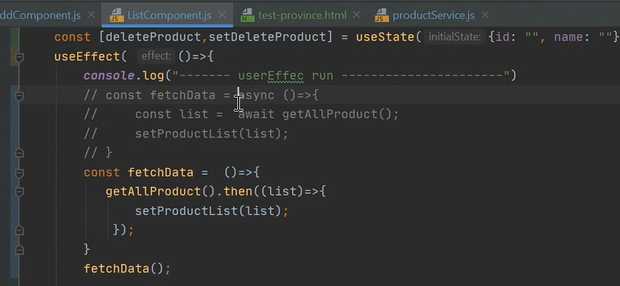 ddComponent.js ListComponent.js test-province.html productService.js
const [deleteProduct,setDeleteProduct] = useState( initialState: {id: "", name: ""}
useEffect( effect: ()=>{
console.log("------- userEffec run ----------------------")
// const fetchData = async ()=>{
// const list = await getAllProduct();
// setProductList(list);
// }
const fetchData = ()=>{
getAllProduct().then((list)=>{
setProductList(list);
});
}
fetchData();